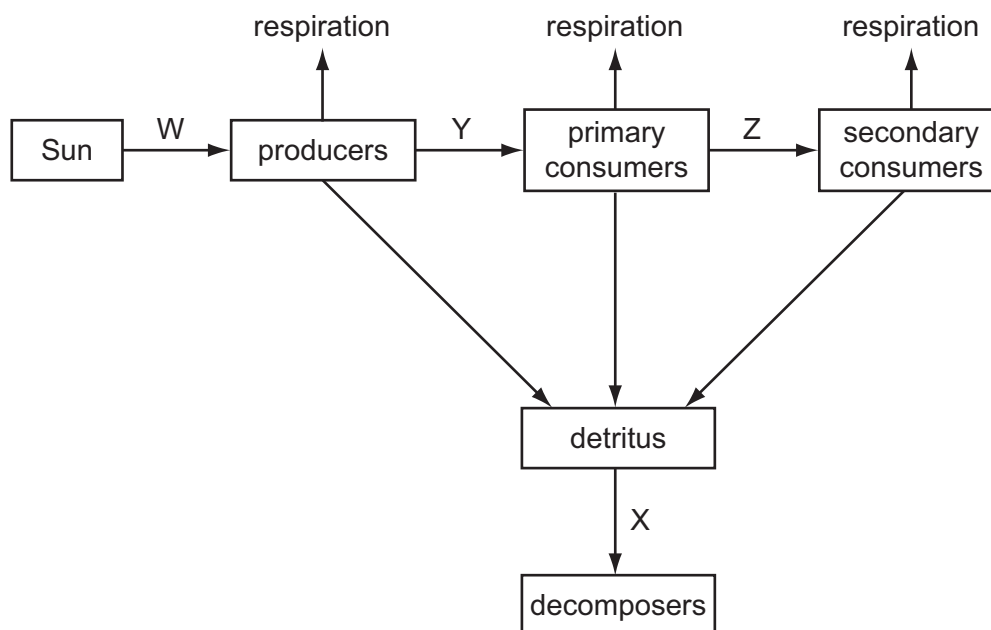 respiration
respiration
respiration
Sun
W
producers
Y
primary
consumers
Z
secondary
consumers
detritus
X
decomposers